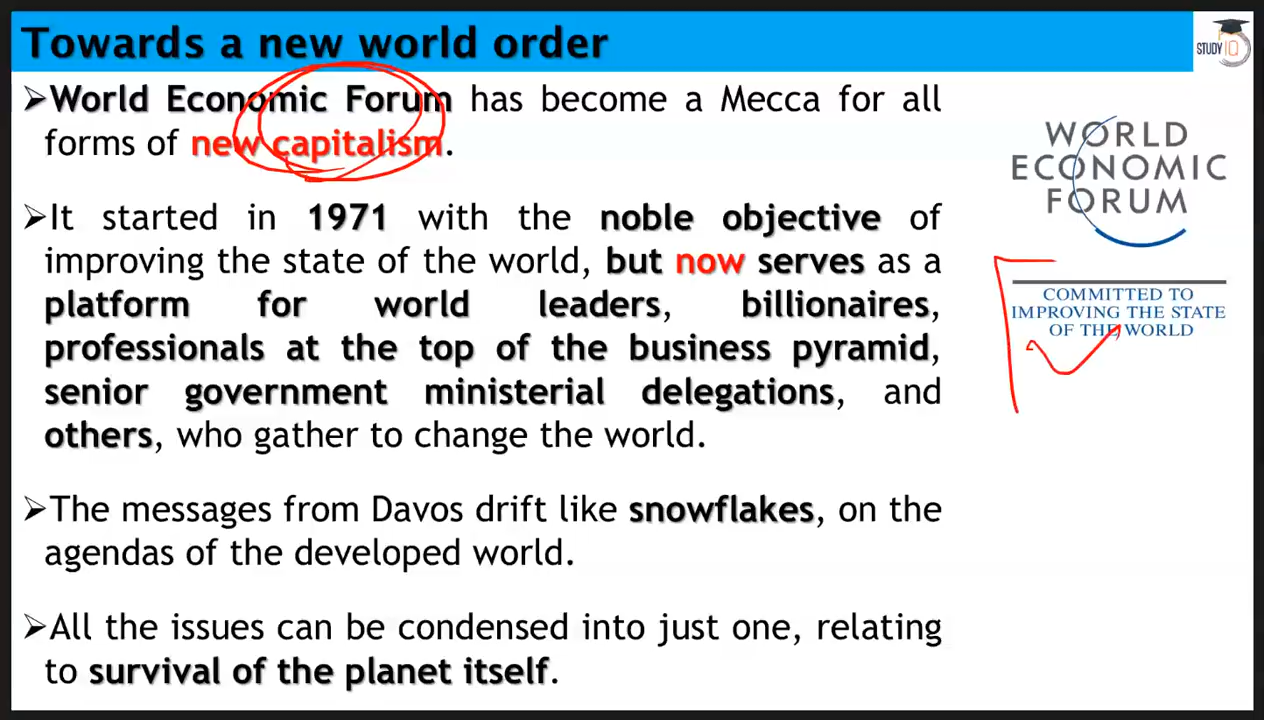 Towards a new world order
STUDY IQ
➢World Economic Forum has become a Mecca for all
forms of new capitalism.
➢It started in 1971 with the noble objective of
improving the state of the world, but now serves as a
platform for world leaders, billionaires,
professionals at the top of the business pyramid,
senior government ministerial delegations, and
others, who gather to change the world.
➢The messages from Davos drift like snowflakes, on the
agendas of the developed world.
➢All the issues can be condensed into just one, relating
to survival of the planet itself.
WORLD
ECONOMIC
FORUM
COMMITTED TO
IMPROVING THE STATE
OF THE WORLD